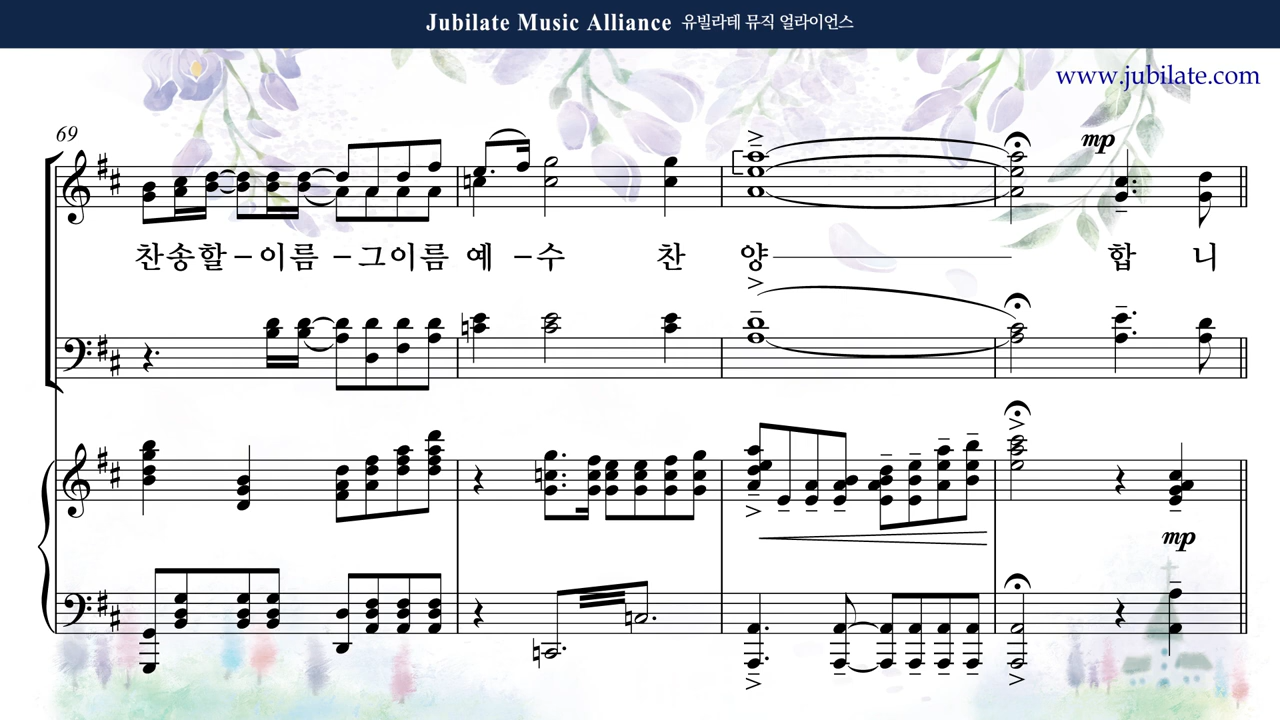 Jubilate Music Alliance 유빌라테 뮤직 얼라이언스
www.jubilate.com
69
mp
찬송할-이름-그이름 예-수 찬 양 합 니
mp